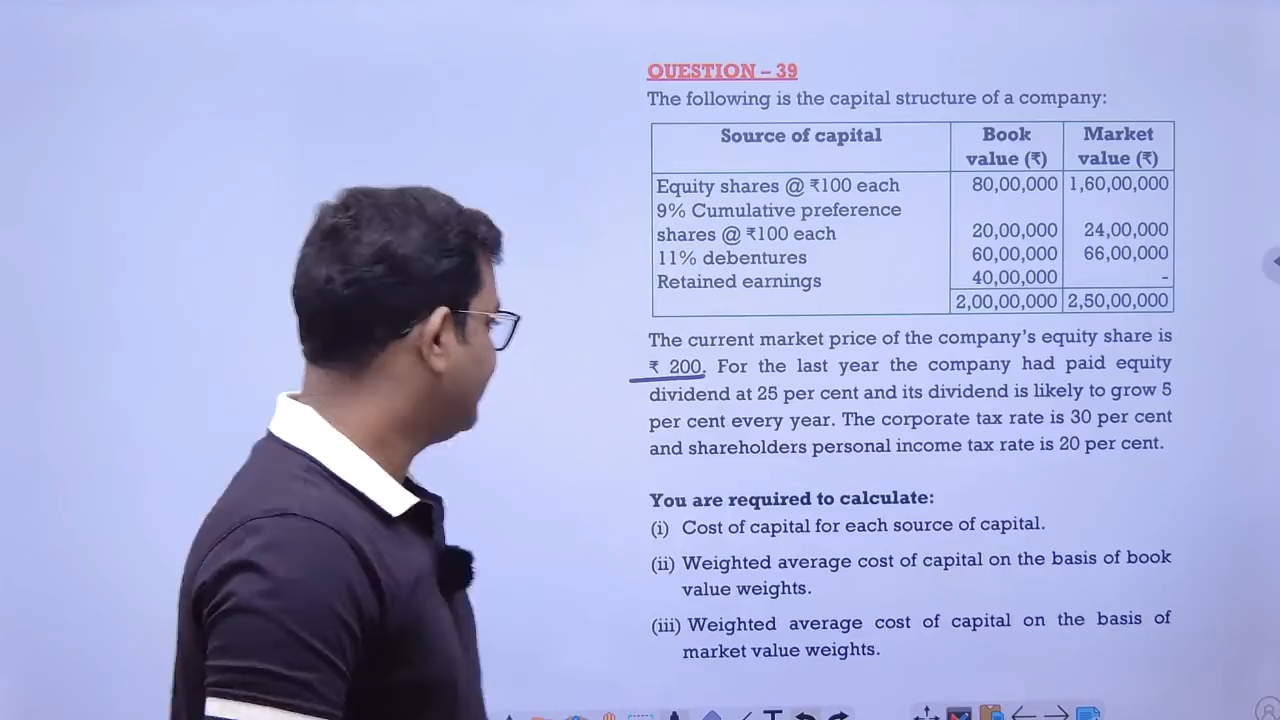 QUESTION – 39
The following is the capital structure of a company:
Source of capital Book value (₹) Market value (₹)
Equity shares @ ₹100 each 80,00,000 1,60,00,000
9% Cumulative preference
shares @ ₹100 each 20,00,000 24,00,000
11% debentures 60,00,000 66,00,000
Retained earnings 40,00,000 -
2,00,00,000 2,50,00,000
The current market price of the company's equity share is
₹ 200. For the last year the company had paid equity
dividend at 25 per cent and its dividend is likely to grow 5
per cent every year. The corporate tax rate is 30 per cent
and shareholders personal income tax rate is 20 per cent.
You are required to calculate:
(i) Cost of capital for each source of capital.
(ii) Weighted average cost of capital on the basis of book
value weights.
(iii) Weighted average cost of capital on the basis of
market value weights.